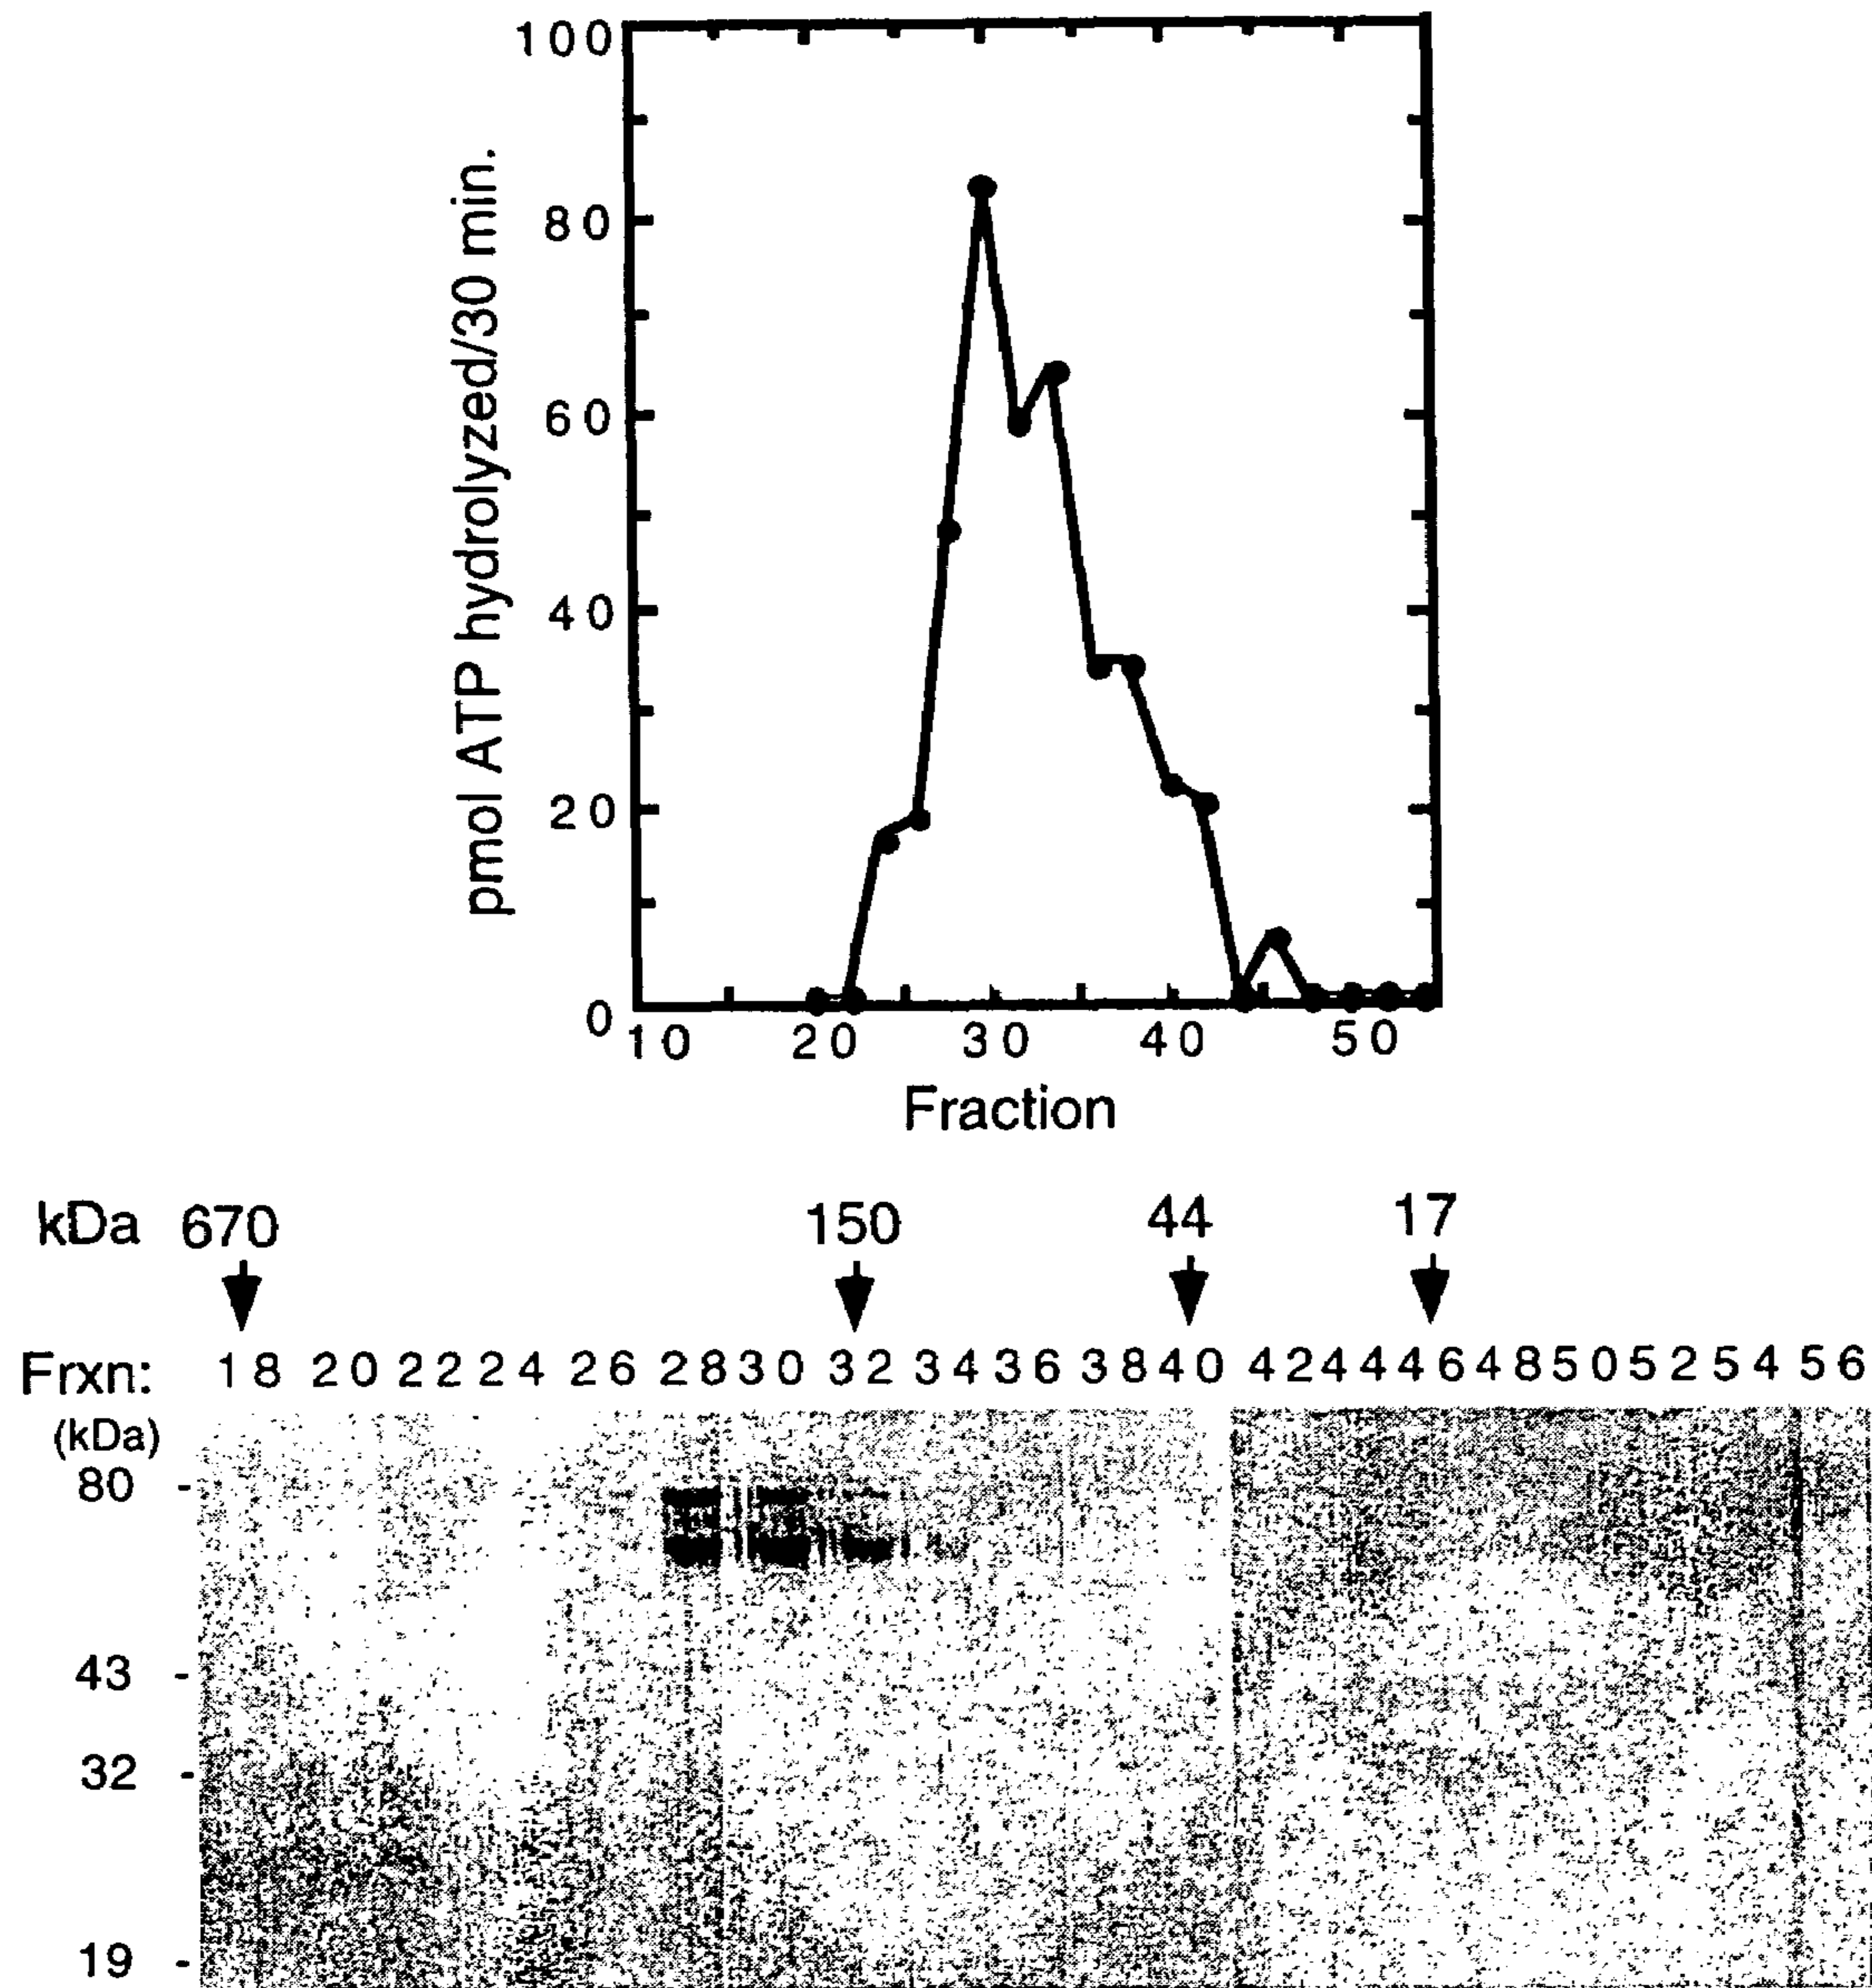 100
80
60
40
20
0
pmol ATP hydrolyzed/30 min.
10 20 30 40 50
Fraction
kDa 670 150 44 17
Frxn: 18 20 22 24 26 28 30 32 34 36 38 40 42 44 46 48 50 52 54 56
(kDa)
80 -
43 -
32 -
19 -